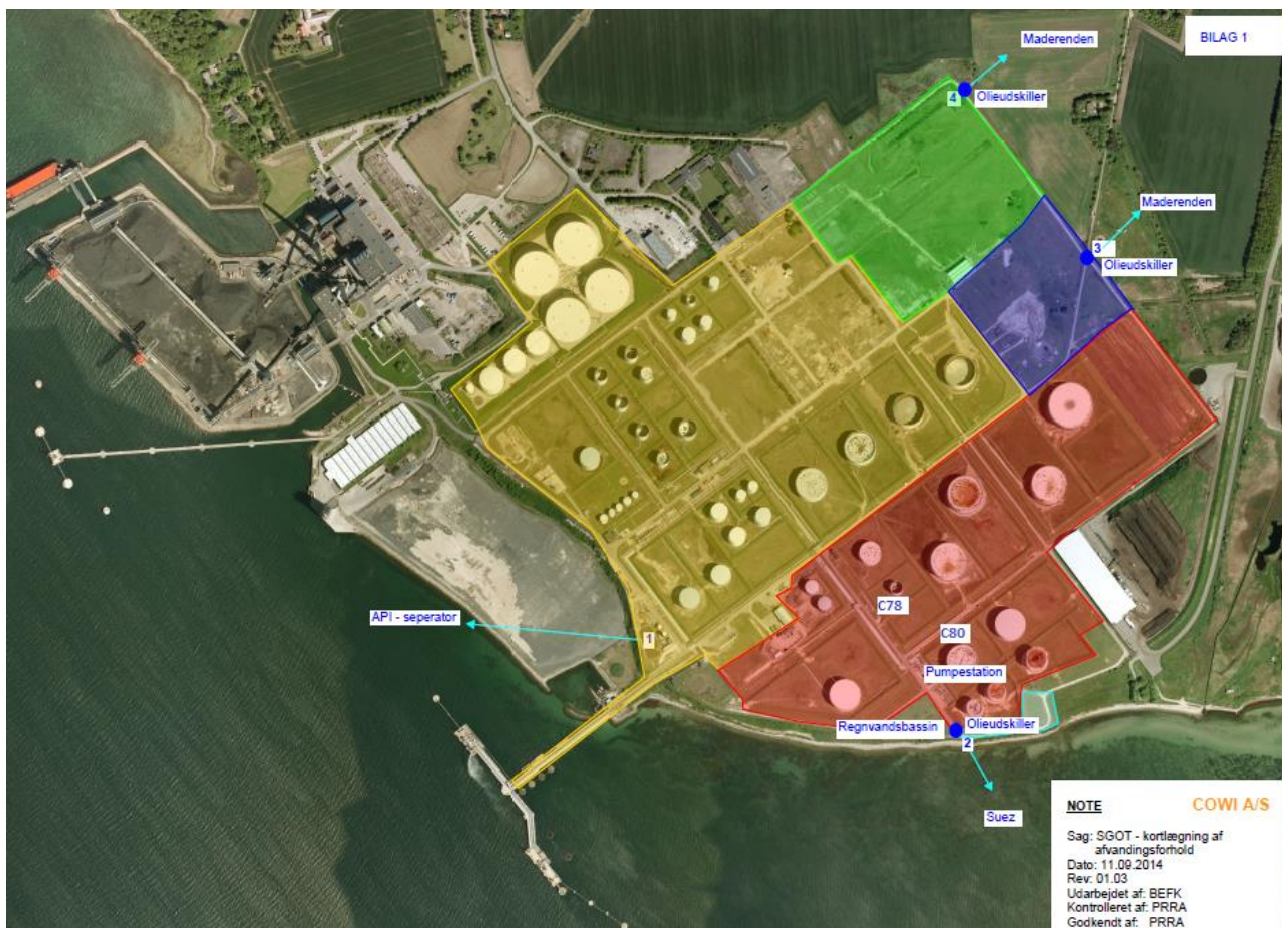 BILAG 1
Maderenden
4
Olieudskiller
Maderenden
3
Olieudskiller
API - seperator
1
C78
C80
Pumpestation
Regnvandsbassin
Olieudskiller
2
Suez
NOTE
COWI A/S
Sag: SGOT - kortlægning af
afvandingsforhold
Dato: 11.09.2014
Rev: 01.03
Udarbejdet af: BEFK
Kontrolleret af: PRRA
Godkendt af: PRRA